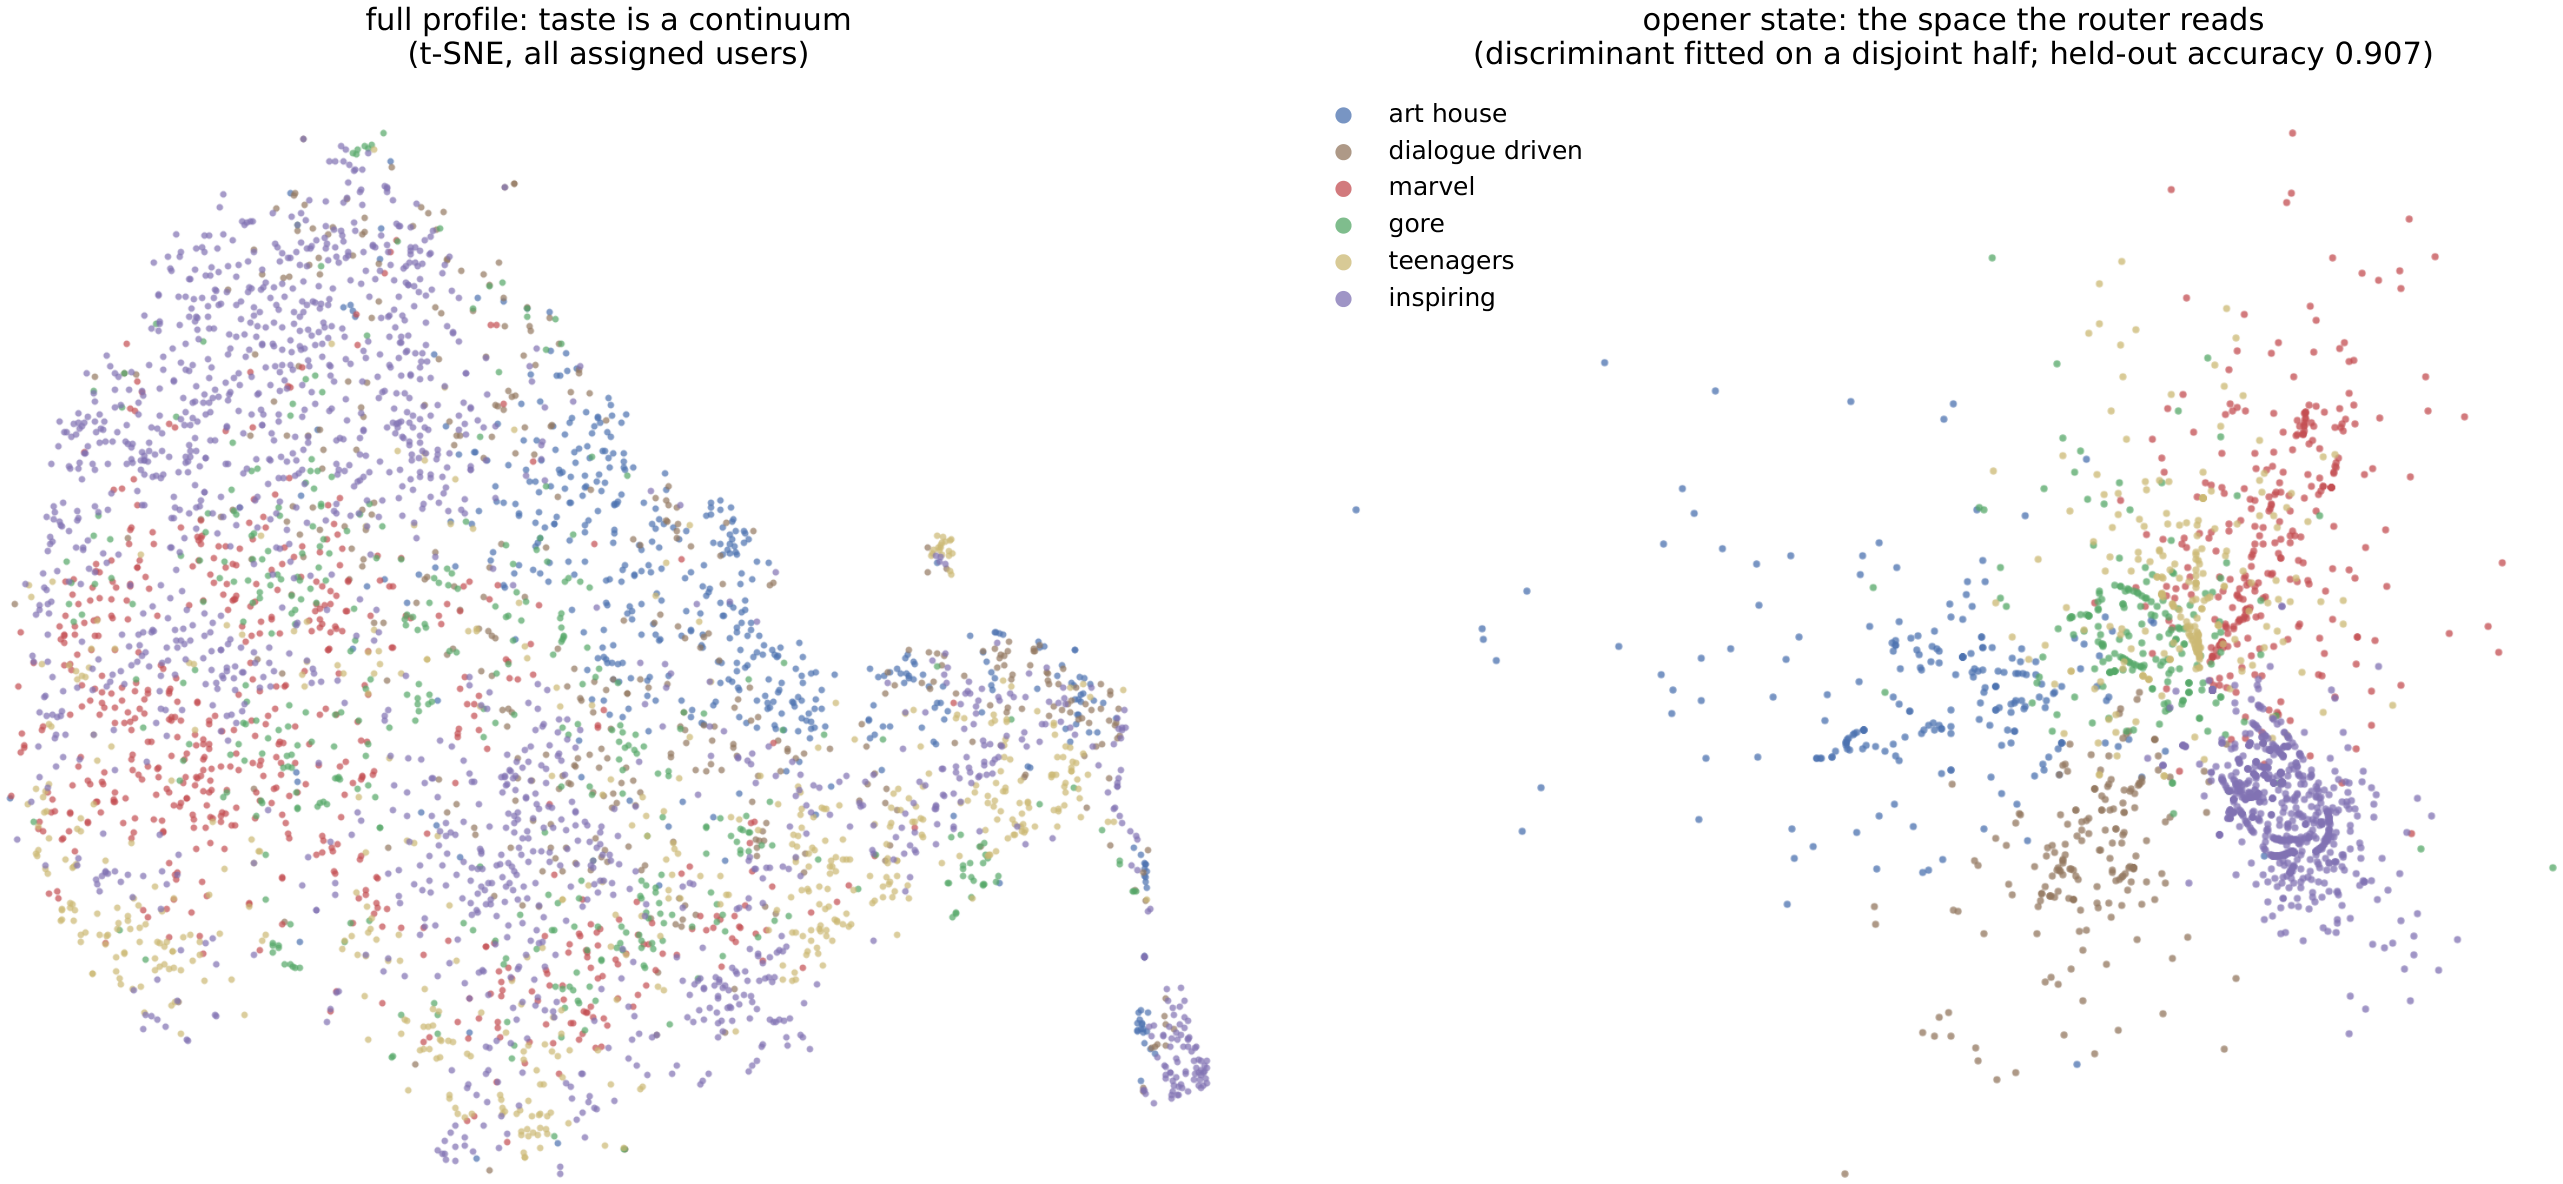 full profile: taste is a continuum
(t-SNE, all assigned users)
opener state: the space the router reads
(discriminant fitted on a disjoint half; held-out accuracy 0.907)
art house
dialogue driven
marvel
gore
teenagers
inspiring